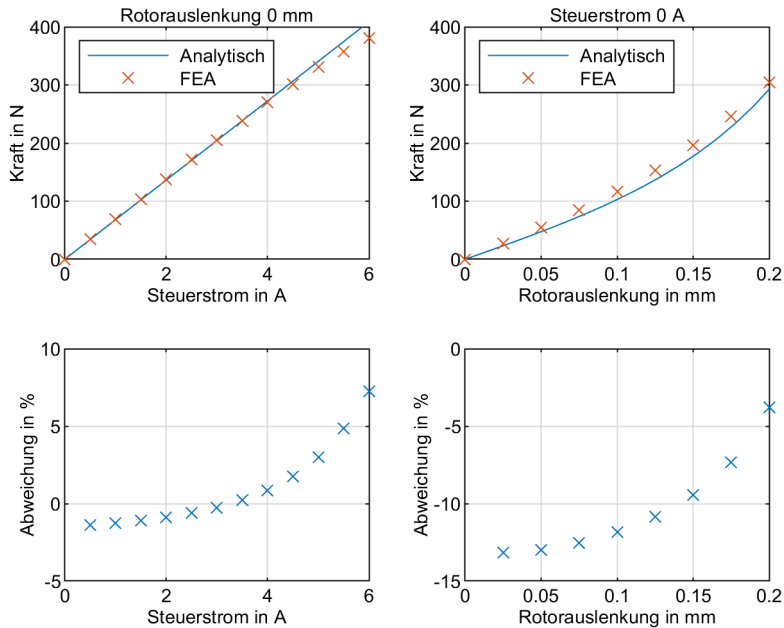 Rotorauslenkung 0 mm
400
300
200
100
0
Kraft in N
Analytisch
FEA
0
2
4
6
Steuerstrom in A
Steuerstrom 0 A
400
300
200
100
0
Kraft in N
Analytisch
FEA
0
0.05
0.1
0.15
0.2
Rotorauslenkung in mm
10
5
0
-5
Abweichung in %
0
2
4
6
Steuerstrom in A
0
-5
-10
-15
Abweichung in %
0
0.05
0.1
0.15
0.2
Rotorauslenkung in mm